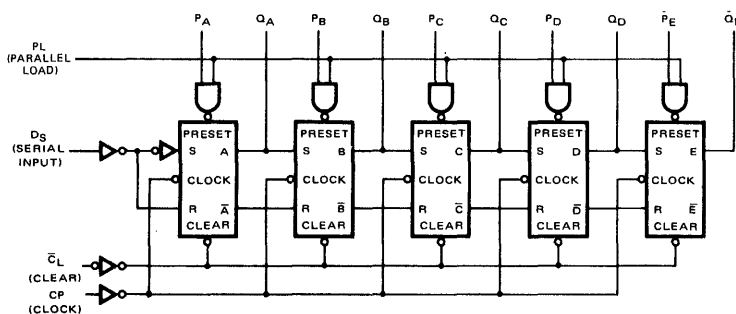 PA QA PB QB PC QC PD QD PE Q
PL
(PARALLEL
LOAD)
DS
(SERIAL
INPUT)
PRESET PRESET PRESET PRESET PRESET
S A S B S C S D S E
CLOCK CLOCK CLOCK CLOCK CLOCK
R A̅ R B̅ R C̅ R D̅ R E̅
CLEAR CLEAR CLEAR CLEAR CLEAR
C̅L
(CLEAR)
CP
(CLOCK)